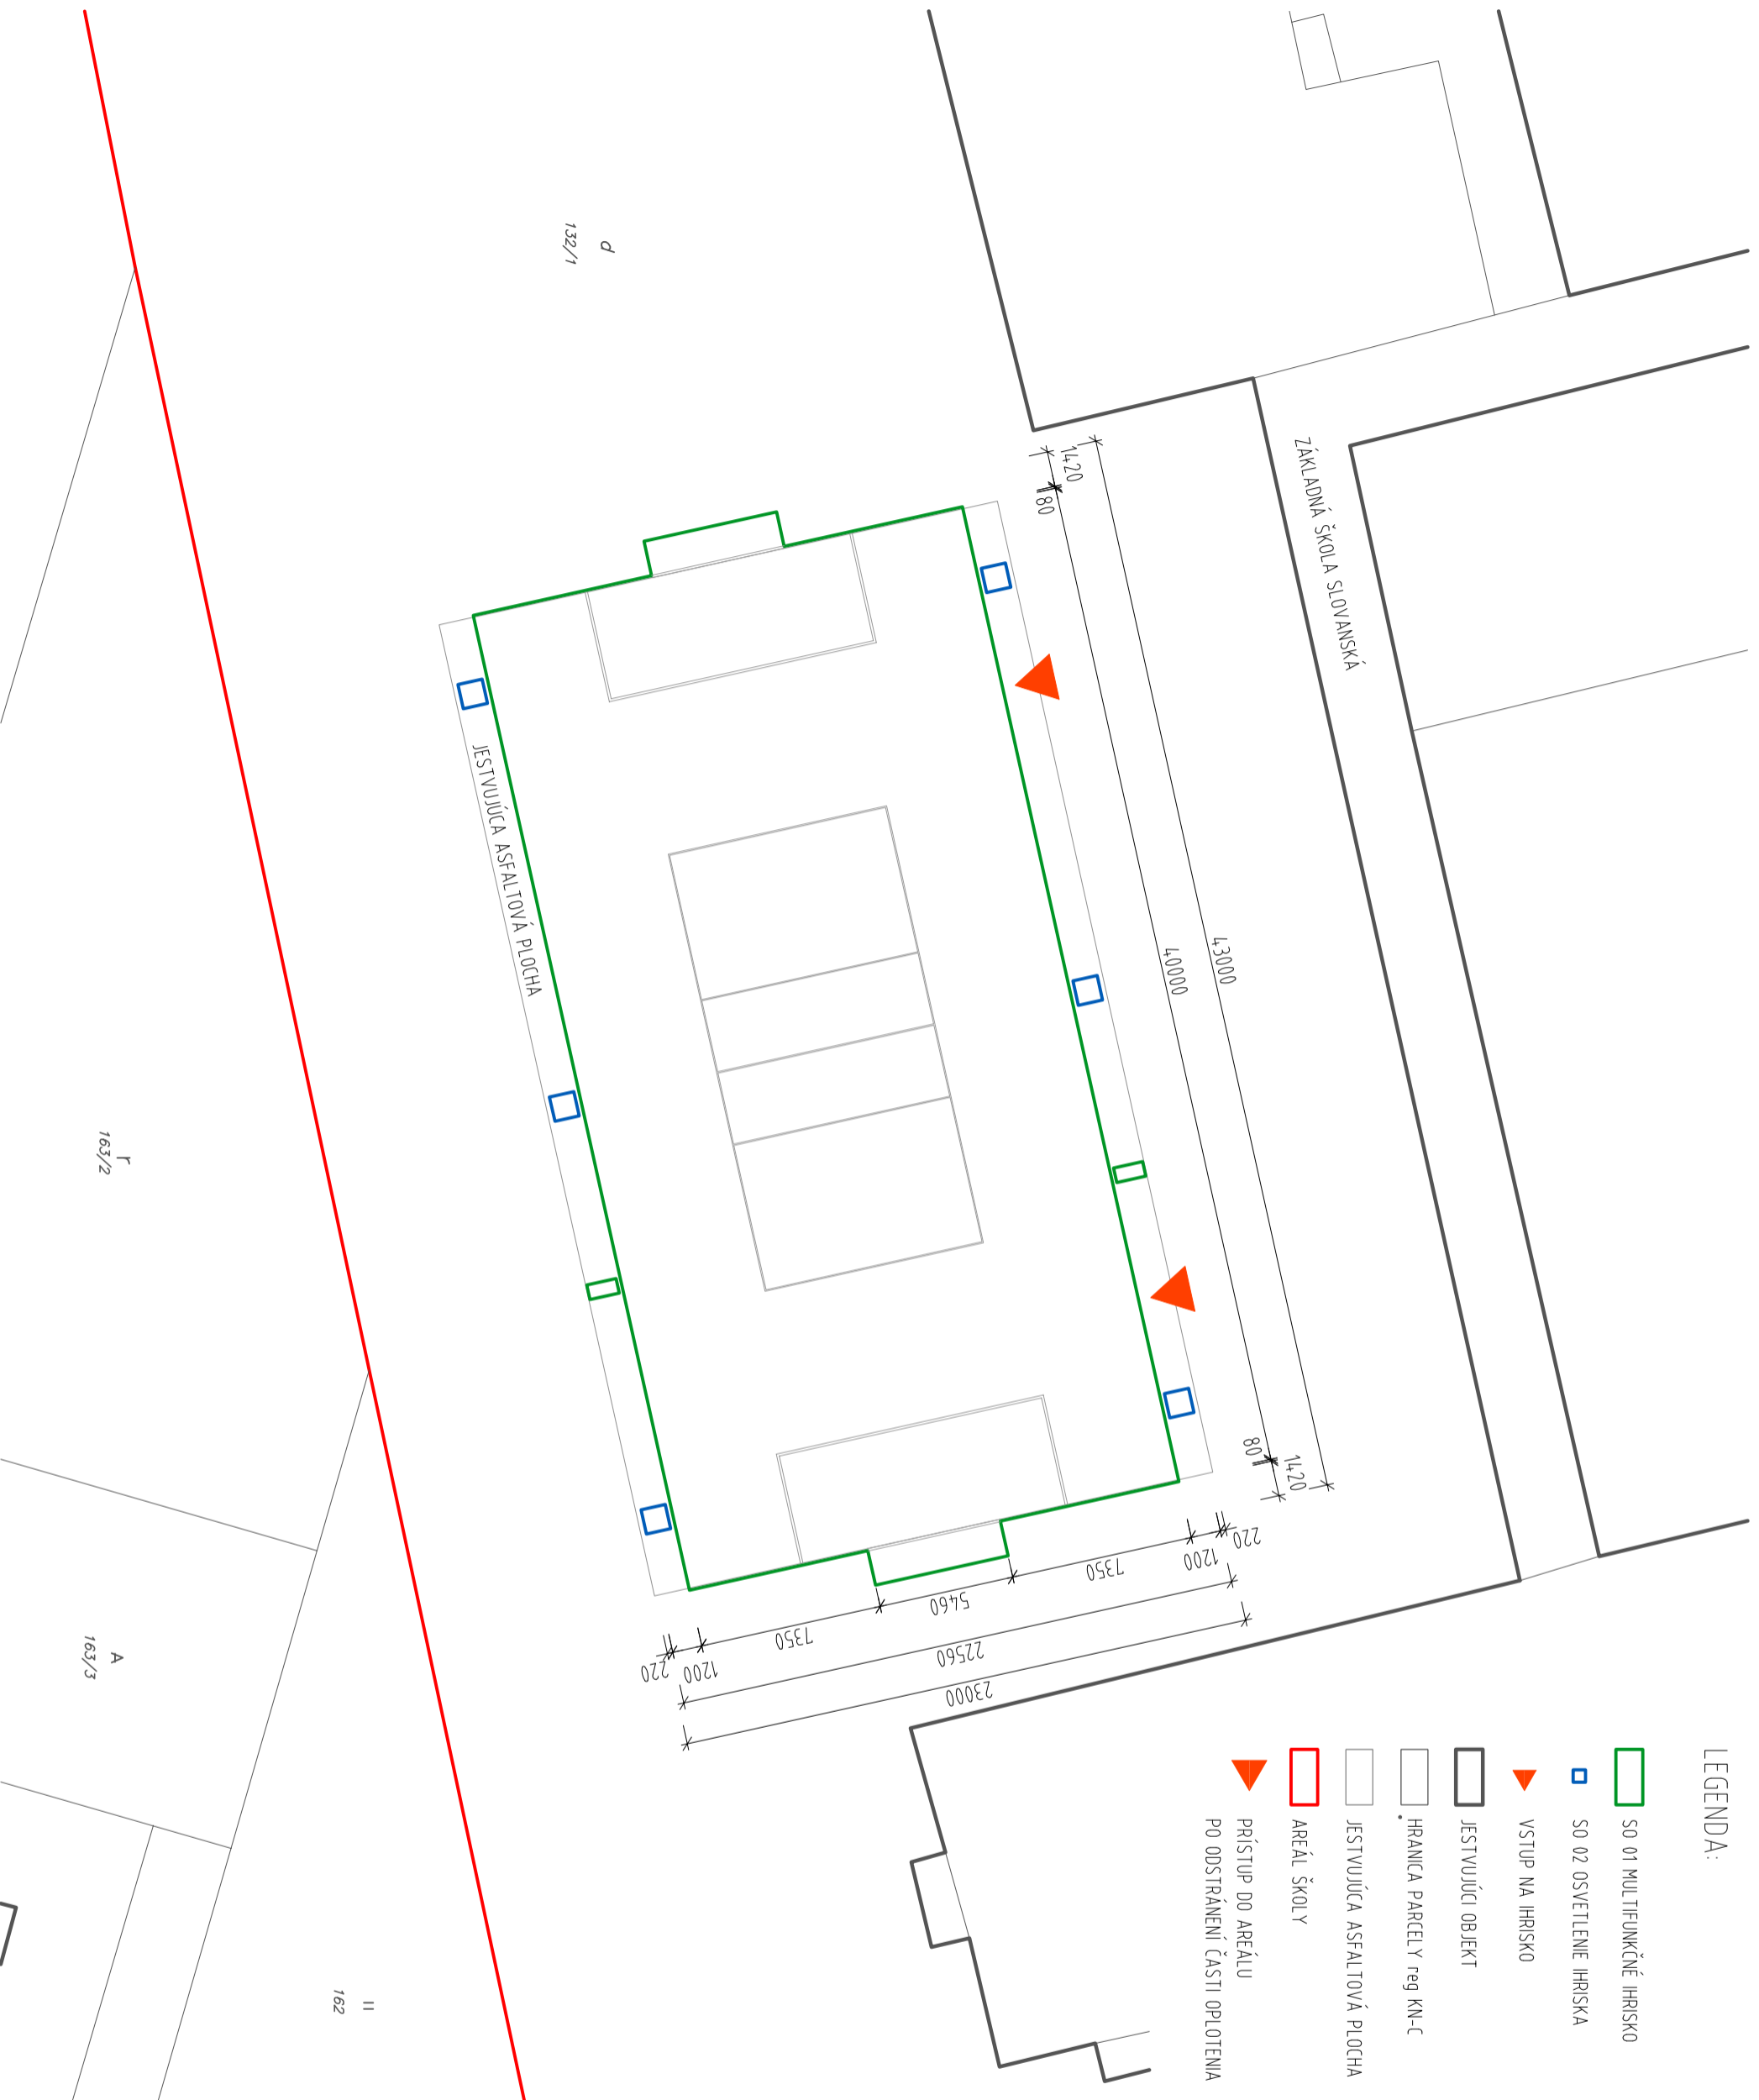 LEGENDA:
SO 01 MULTIFUNKČNÉ IHRISKO
SO 02 OSVETLENIE IHRISKA
VSTUP NA IHRISKO
JESTVUJÚCI OBJEKT
HRANICA PARCELY reg KN-C
JESTVUJÚCA ASFALTOVÁ PLOCHA
AREÁL ŠKOLY
PRÍSTUP DO AREÁLU
PO ODSTRÁNENÍ ČASTI OPLOTENIA
ZÁKLADNÁ ŠKOLA SLOVANSKÁ
43000
1420
80
40000
80
1420
220
1200
7350
5460
7350
1200
220
22560
23000
JESTVUJÚCA ASFALTOVÁ PLOCHA
d
132/1
r
163/2
A
163/3
II
162